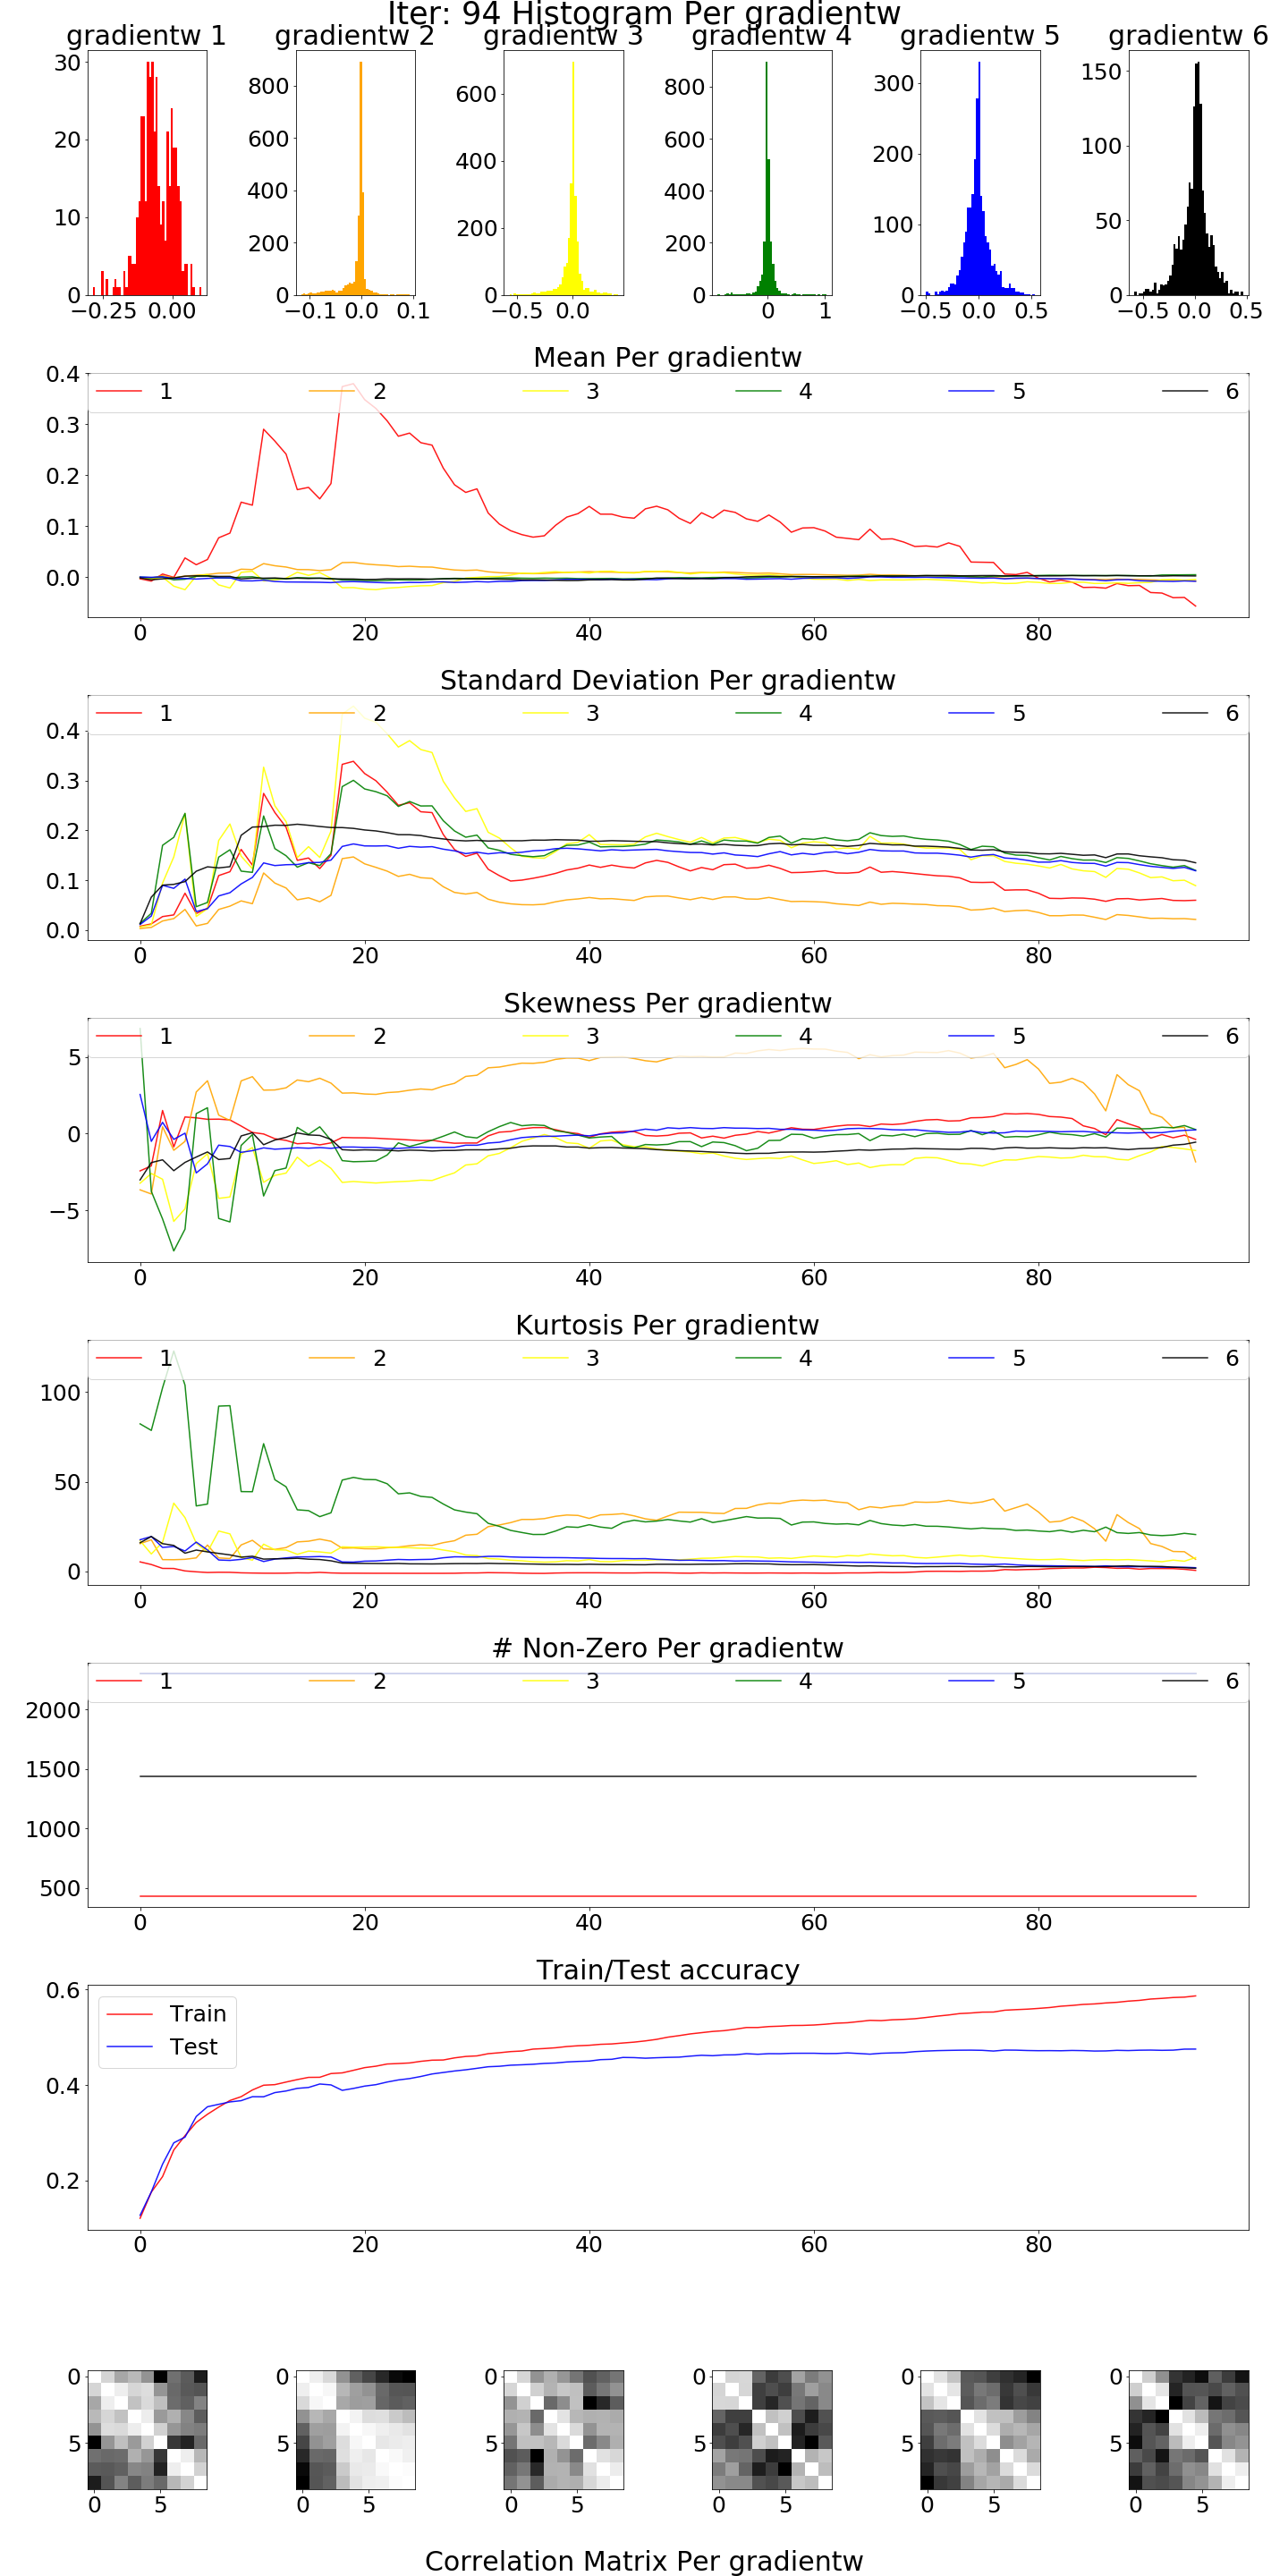 Iter: 94 Histogram Per gradientw
gradientw 1 gradientw 2 gradientw 3 gradientw 4 gradientw 5 gradientw 6
30 20 10 0
−0.25 0.00
800 600 400 200 0
−0.1 0.0 0.1
600 400 200 0
−0.5 0.0
800 600 400 200 0
0 1
300 200 100 0
−0.5 0.0 0.5
150 100 50 0
−0.5 0.0 0.5
Mean Per gradientw
1 2 3 4 5 6
0.4
0.3
0.2
0.1
0.0
0 20 40 60 80
Standard Deviation Per gradientw
1 2 3 4 5 6
0.4
0.3
0.2
0.1
0.0
0 20 40 60 80
Skewness Per gradientw
1 2 3 4 5 6
5
0
−5
0 20 40 60 80
Kurtosis Per gradientw
1 2 3 4 5 6
100
50
0
0 20 40 60 80
# Non-Zero Per gradientw
1 2 3 4 5 6
2000
1500
1000
500
0 20 40 60 80
Train/Test accuracy
0.6
Train
Test
0.4
0.2
0 20 40 60 80
0 0 0 0 0 0
5 5 5 5 5 5
0 5 0 5 0 5 0 5 0 5 0 5
Correlation Matrix Per gradientw